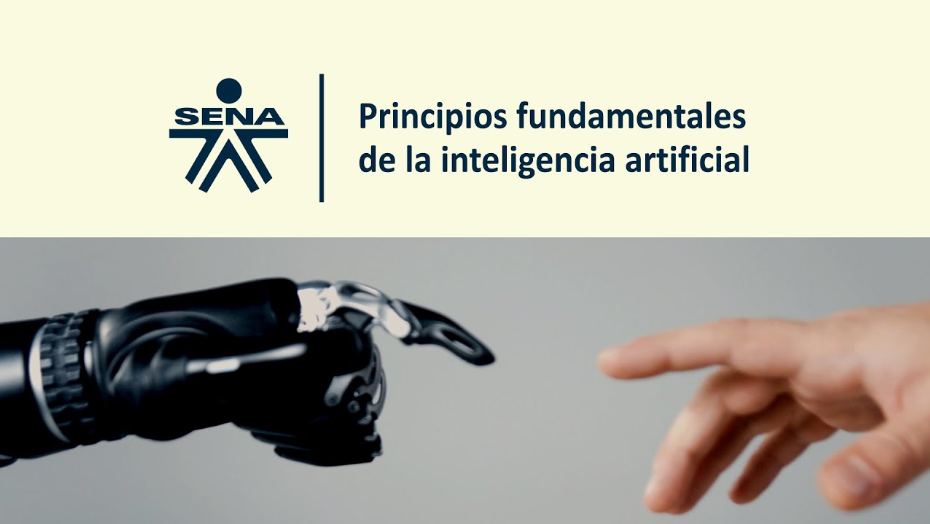 SENA
Principios fundamentales
de la inteligencia artificial